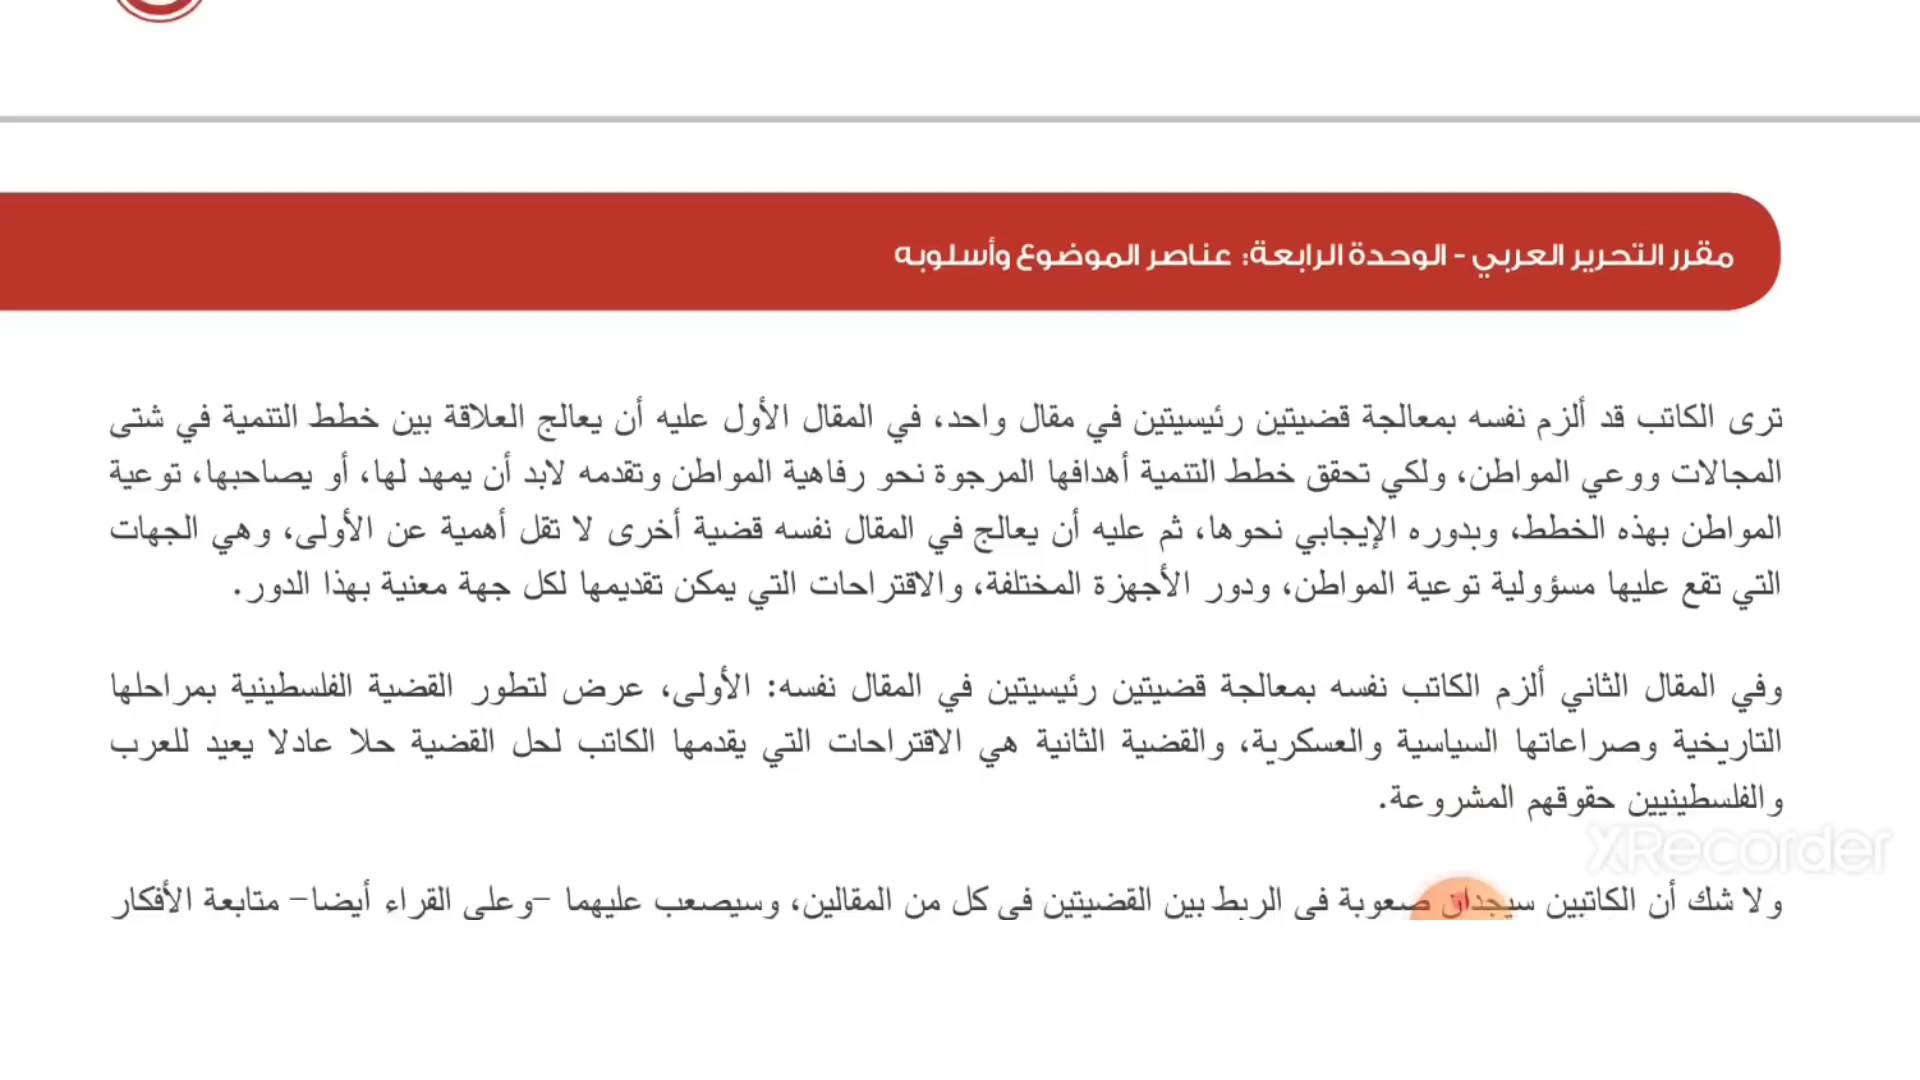 مقرر التحرير العربي - الوحدة الرابعة: عناصر الموضوع وأسلوبه
ترى الكاتب قد ألزم نفسه بمعالجة قضيتين رئيسيتين في مقال واحد، في المقال الأول عليه أن يعالج العلاقة بين خطط التنمية في شتى
المجالات ووعي المواطن، ولكي تحقق خطط التنمية أهدافها المرجوة نحو رفاهية المواطن وتقدمه لابد أن يمهد لها، أو يصاحبها، توعية
المواطن بهذه الخطط، وبدوره الإيجابي نحوها، ثم عليه أن يعالج في المقال نفسه قضية أخرى لا تقل أهمية عن الأولى، وهي الجهات
التي تقع عليها مسؤولية توعية المواطن، ودور الأجهزة المختلفة، والاقتراحات التي يمكن تقديمها لكل جهة معنية بهذا الدور.
وفي المقال الثاني ألزم الكاتب نفسه بمعالجة قضيتين رئيسيتين في المقال نفسه: الأولى، عرض لتطور القضية الفلسطينية بمراحلها
التاريخية وصراعاتها السياسية والعسكرية، والقضية الثانية هي الاقتراحات التي يقدمها الكاتب لحل القضية حلا عادلا يعيد للعرب
والفلسطينيين حقوقهم المشروعة.
XRecorder
ولا شك أن الكاتبين سيجدان صعوبة في الربط بين القضيتين في كل من المقالين، وسيصعب عليهما -وعلى القراء أيضا- متابعة الأفكار